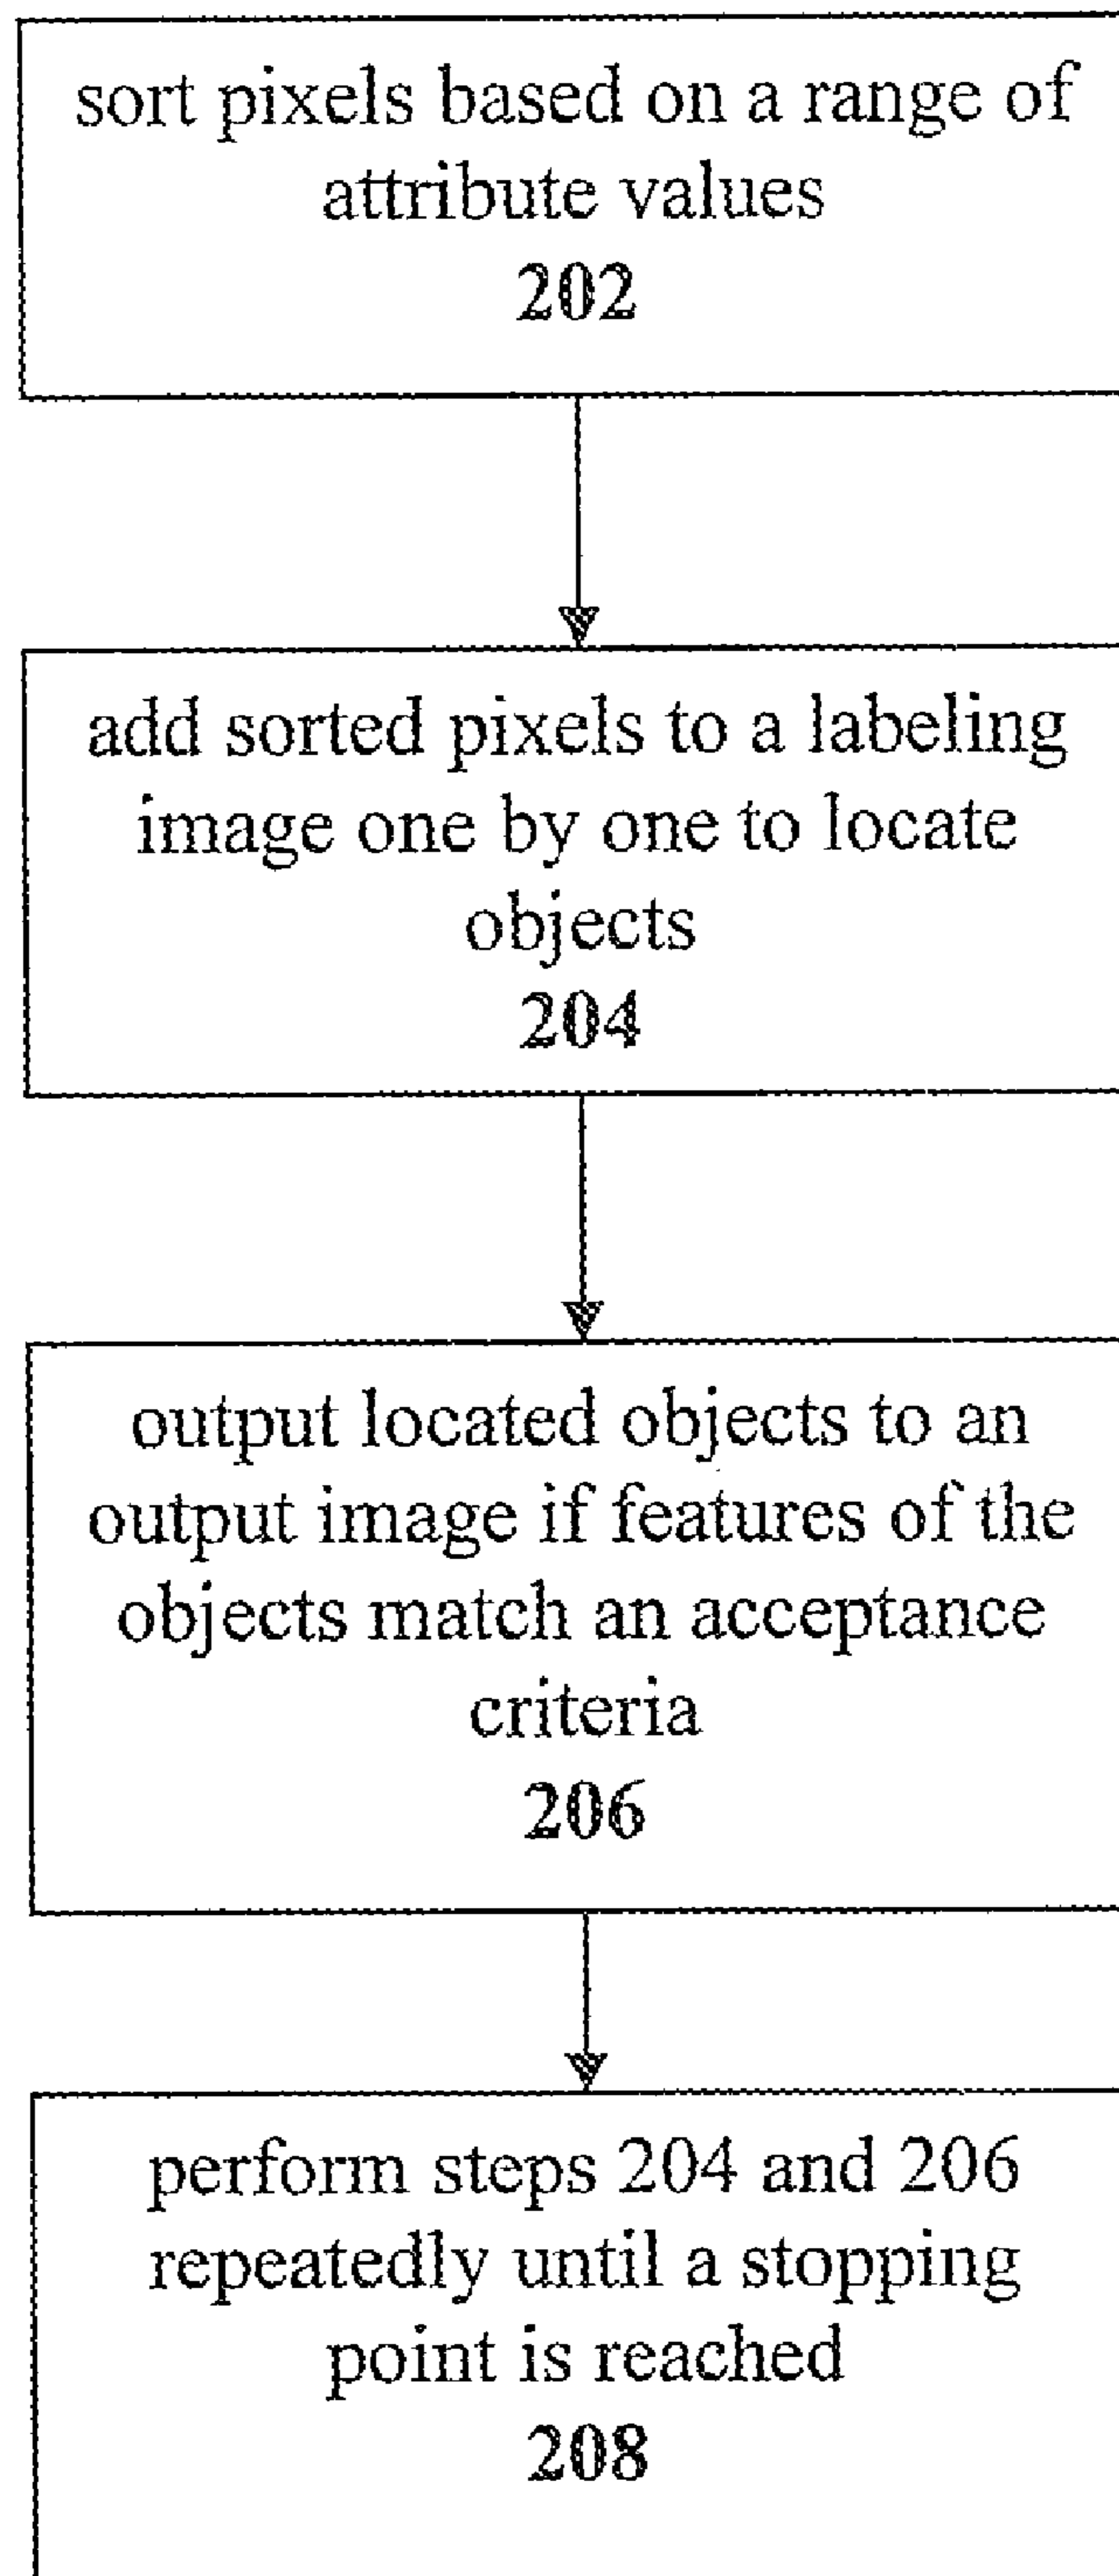 sort pixels based on a range of
attribute values
202
add sorted pixels to a labeling
image one by one to locate
objects
204
output located objects to an
output image if features of the
objects match an acceptance
criteria
206
perform steps 204 and 206
repeatedly until a stopping
point is reached
208